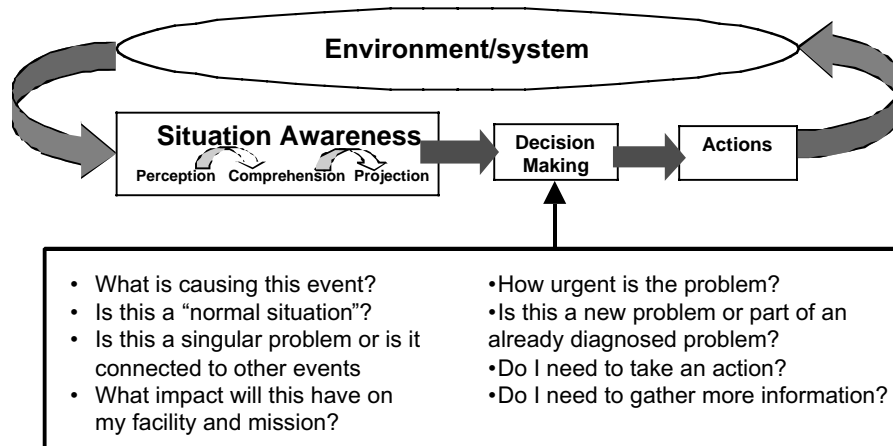 Environment/system
Situation Awareness
Perception Comprehension Projection
Decision
Making
Actions
• What is causing this event?
• Is this a “normal situation”?
• Is this a singular problem or is it
connected to other events
• What impact will this have on
my facility and mission?
•How urgent is the problem?
•Is this a new problem or part of an
already diagnosed problem?
•Do I need to take an action?
•Do I need to gather more information?